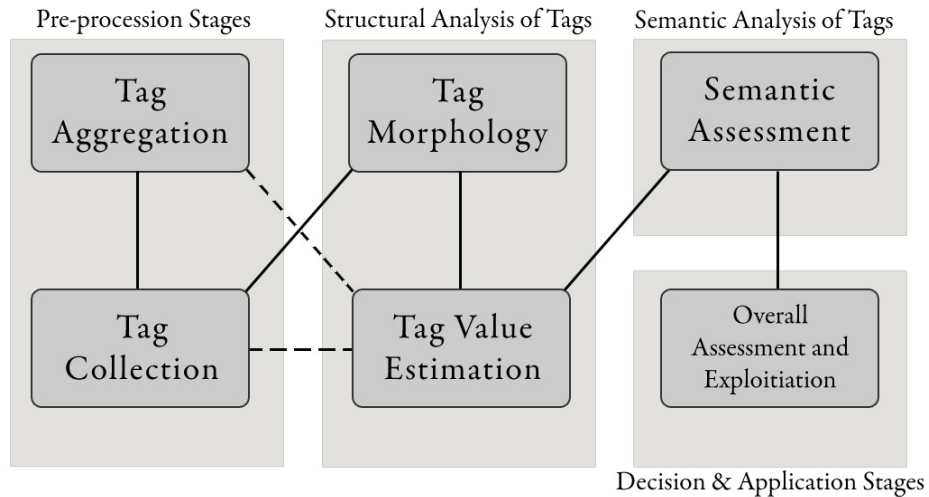 Pre-procession Stages
Structural Analysis of Tags
Semantic Analysis of Tags
Tag
Aggregation
Tag
Morphology
Semantic
Assessment
Tag
Collection
Tag Value
Estimation
Overall
Assessment and
Exploitiation
Decision & Application Stages